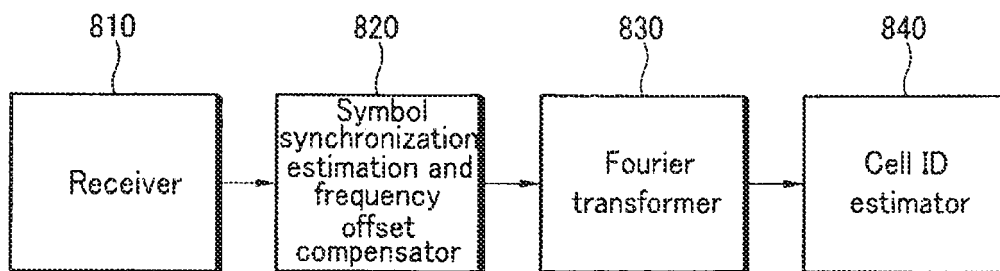 810
820
830
840
Receiver
Symbol
synchronization
estimation and
frequency
offset
compensator
Fourier
transformer
Cell ID
estimator